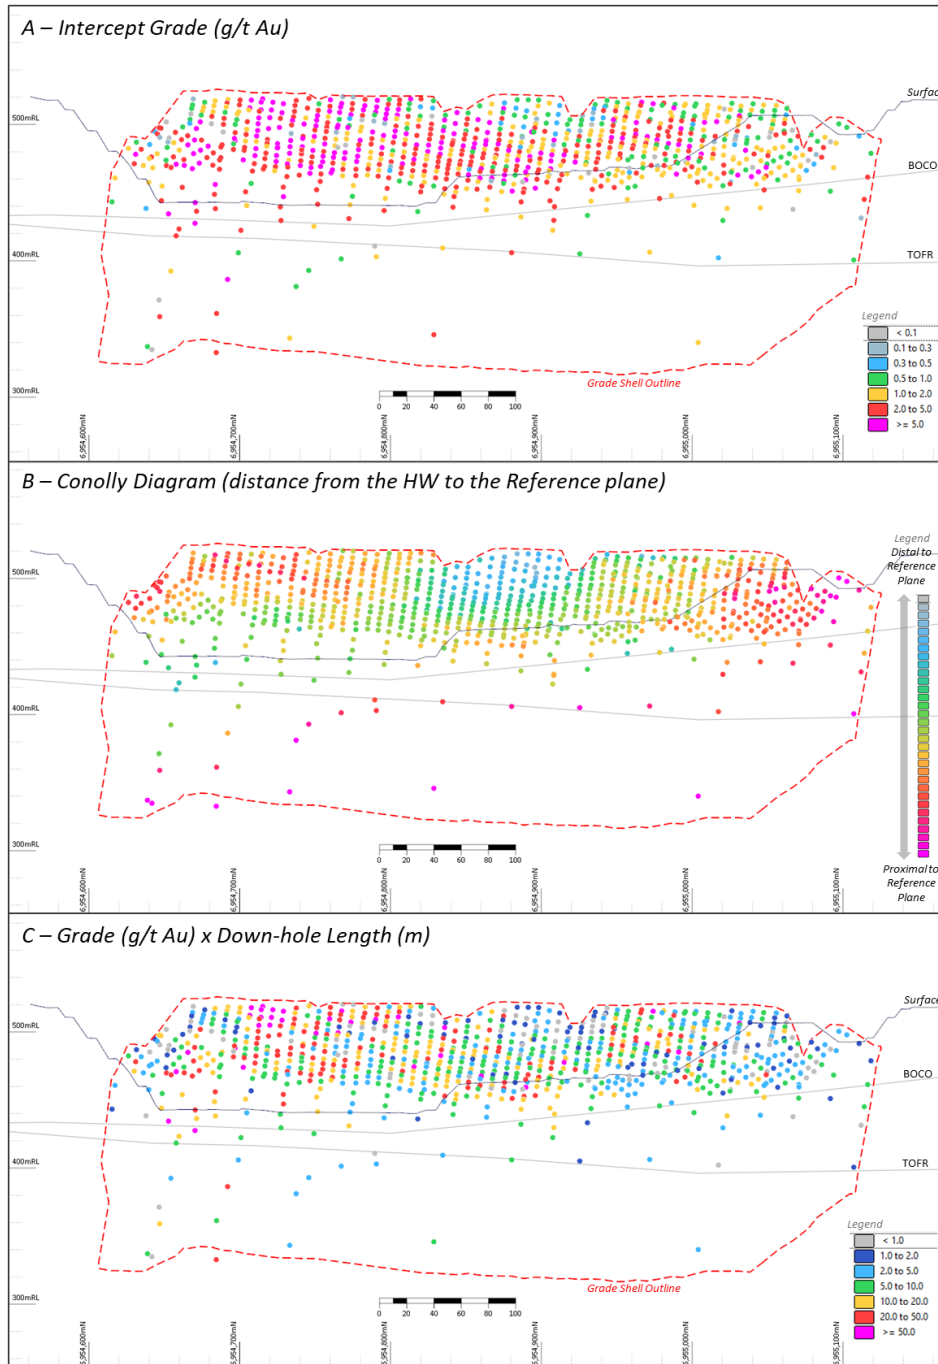 A – Intercept Grade (g/t Au)
Surfac
500mRL
BOCO
TOFR
400mRL
Legend
< 0.1
0.1 to 0.3
0.3 to 0.5
0.5 to 1.0
1.0 to 2.0
2.0 to 5.0
>= 5.0
Grade Shell Outline
300mRL
0 20 40 60 80 100
6,954,600mN
6,954,700mN
6,954,800mN
6,954,900mN
6,955,000mN
6,955,100mN
B – Conolly Diagram (distance from the HW to the Reference plane)
Legend
Distal to
Reference
Plane
500mRL
400mRL
300mRL
0 20 40 60 80 100
Proximal to
Reference
Plane
6,954,600mN
6,954,700mN
6,954,800mN
6,954,900mN
6,955,000mN
6,955,100mN
C – Grade (g/t Au) x Down-hole Length (m)
Surface
500mRL
BOCO
TOFR
400mRL
Legend
< 1.0
1.0 to 2.0
2.0 to 5.0
5.0 to 10.0
10.0 to 20.0
20.0 to 50.0
>= 50.0
Grade Shell Outline
300mRL
0 20 40 60 80 100
6,954,600mN
6,954,700mN
6,954,800mN
6,954,900mN
6,955,000mN
6,955,100mN